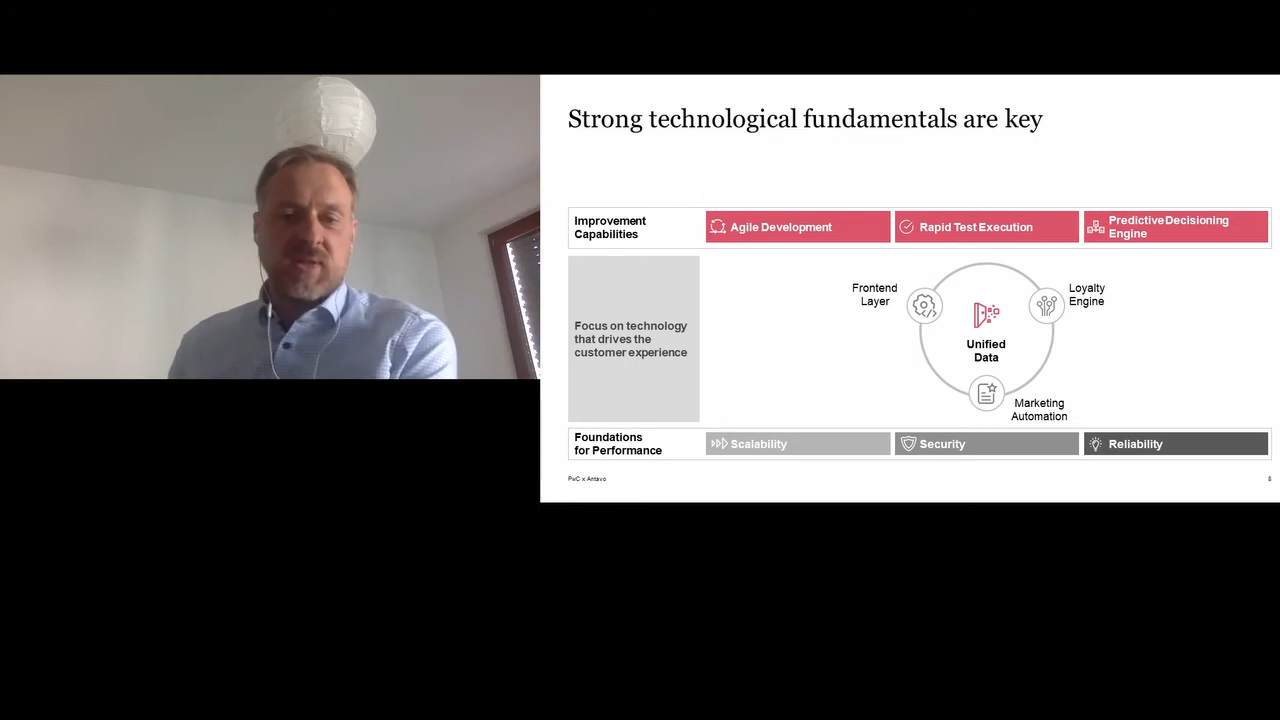 Strong technological fundamentals are key
Improvement
Capabilities
Agile Development
Rapid Test Execution
Predictive Decisioning
Engine
Focus on technology
that drives the
customer experience
Frontend
Layer
Loyalty
Engine
Unified
Data
Marketing
Automation
Foundations
for Performance
Scalability
Security
Reliability
PwC x Antavo
8